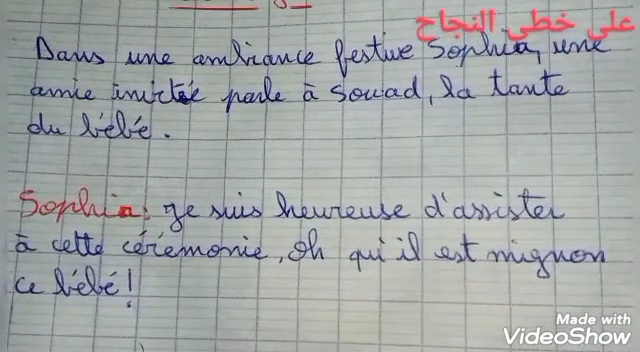 على خطى النجاح
Dans une ambiance festive Sophia, une
amie invitée parle à Souad, la tante
du bébé.
Sophia: je suis heureuse d'assister
à cette cérémonie, Oh qu'il est mignon
ce bébé!
Made with
VideoShow